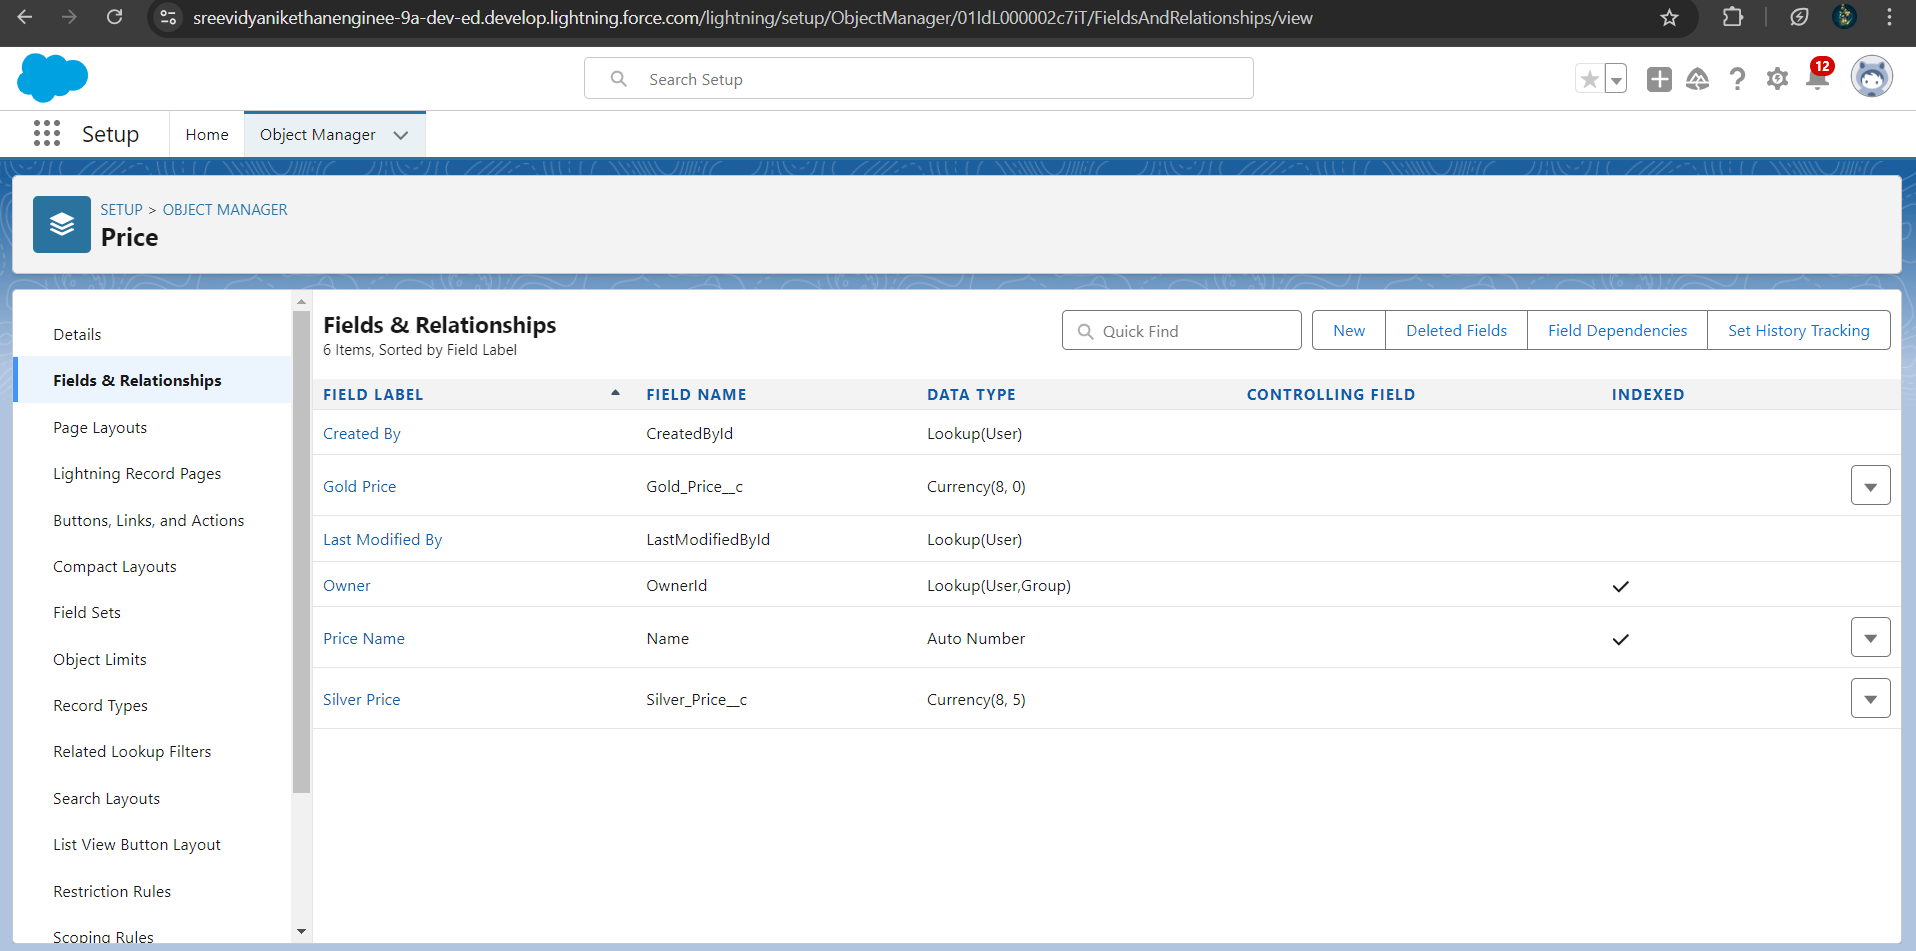 sreevidyanikethanenginee-9a-dev-ed.develop.lightning.force.com/lightning/setup/ObjectManager/01IdL000002c7iT/FieldsAndRelationships/view
Search Setup
12
Setup
Home
Object Manager
SETUP > OBJECT MANAGER
Price
Details
Fields & Relationships
Page Layouts
Lightning Record Pages
Buttons, Links, and Actions
Compact Layouts
Field Sets
Object Limits
Record Types
Related Lookup Filters
Search Layouts
List View Button Layout
Restriction Rules
Scoping Rules
Fields & Relationships
6 Items, Sorted by Field Label
Quick Find
New
Deleted Fields
Field Dependencies
Set History Tracking
FIELD LABEL FIELD NAME DATA TYPE CONTROLLING FIELD INDEXED
Created By CreatedById Lookup(User)
Gold Price Gold_Price__c Currency(8, 0)
Last Modified By LastModifiedById Lookup(User)
Owner OwnerId Lookup(User,Group)
Price Name Name Auto Number
Silver Price Silver_Price__c Currency(8, 5)